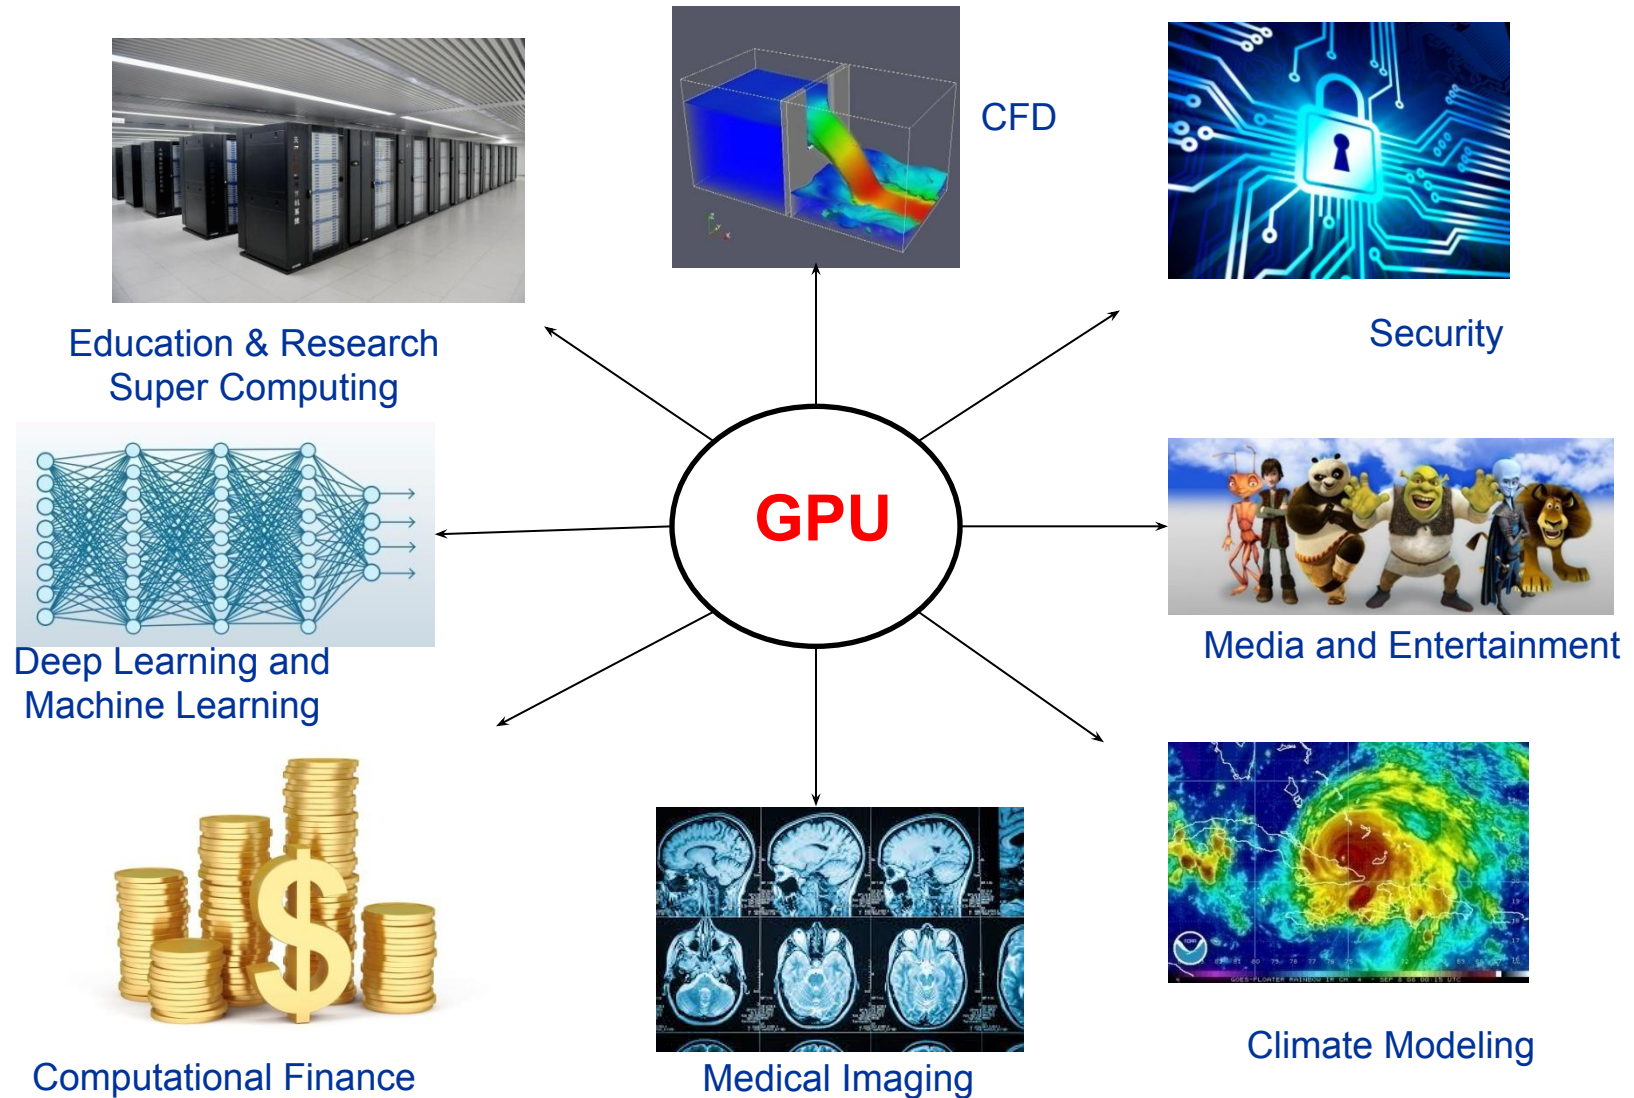 CFD
Security
Education & Research
Super Computing
GPU
Media and Entertainment
Deep Learning and
Machine Learning
Climate Modeling
Computational Finance
Medical Imaging